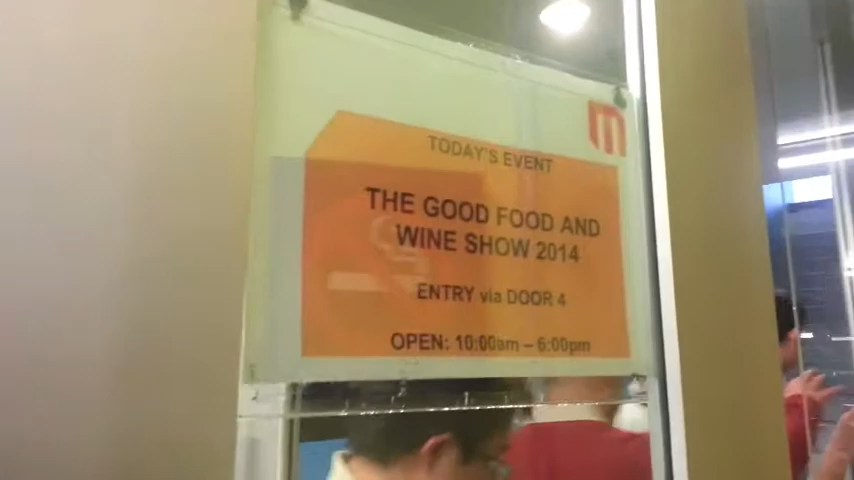 m
TODAY'S EVENT
THE GOOD FOOD AND
WINE SHOW 2014
ENTRY via DOOR 4
OPEN: 10:00am – 6:00pm